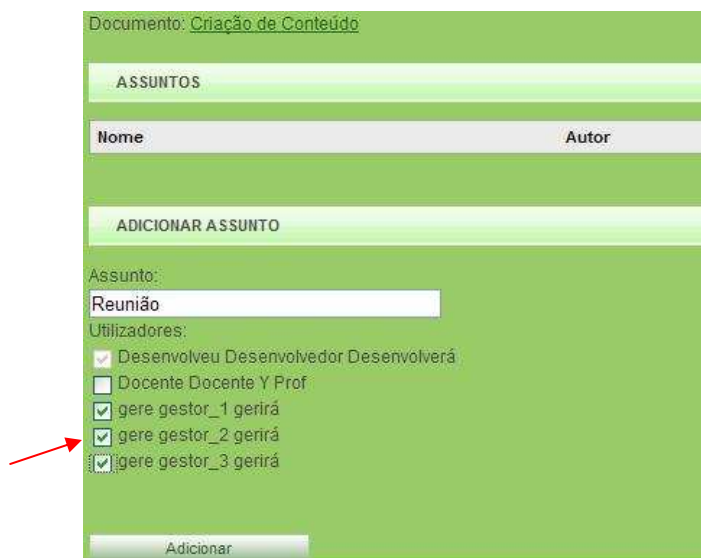 Documento: Criação de Conteúdo
ASSUNTOS
Nome Autor
ADICIONAR ASSUNTO
Assunto:
Reunião
Utilizadores:
Desenvolveu Desenvolvedor Desenvolverá
Docente Docente Y Prof
gere gestor_1 gerirá
gere gestor_2 gerirá
gere gestor_3 gerirá
Adicionar